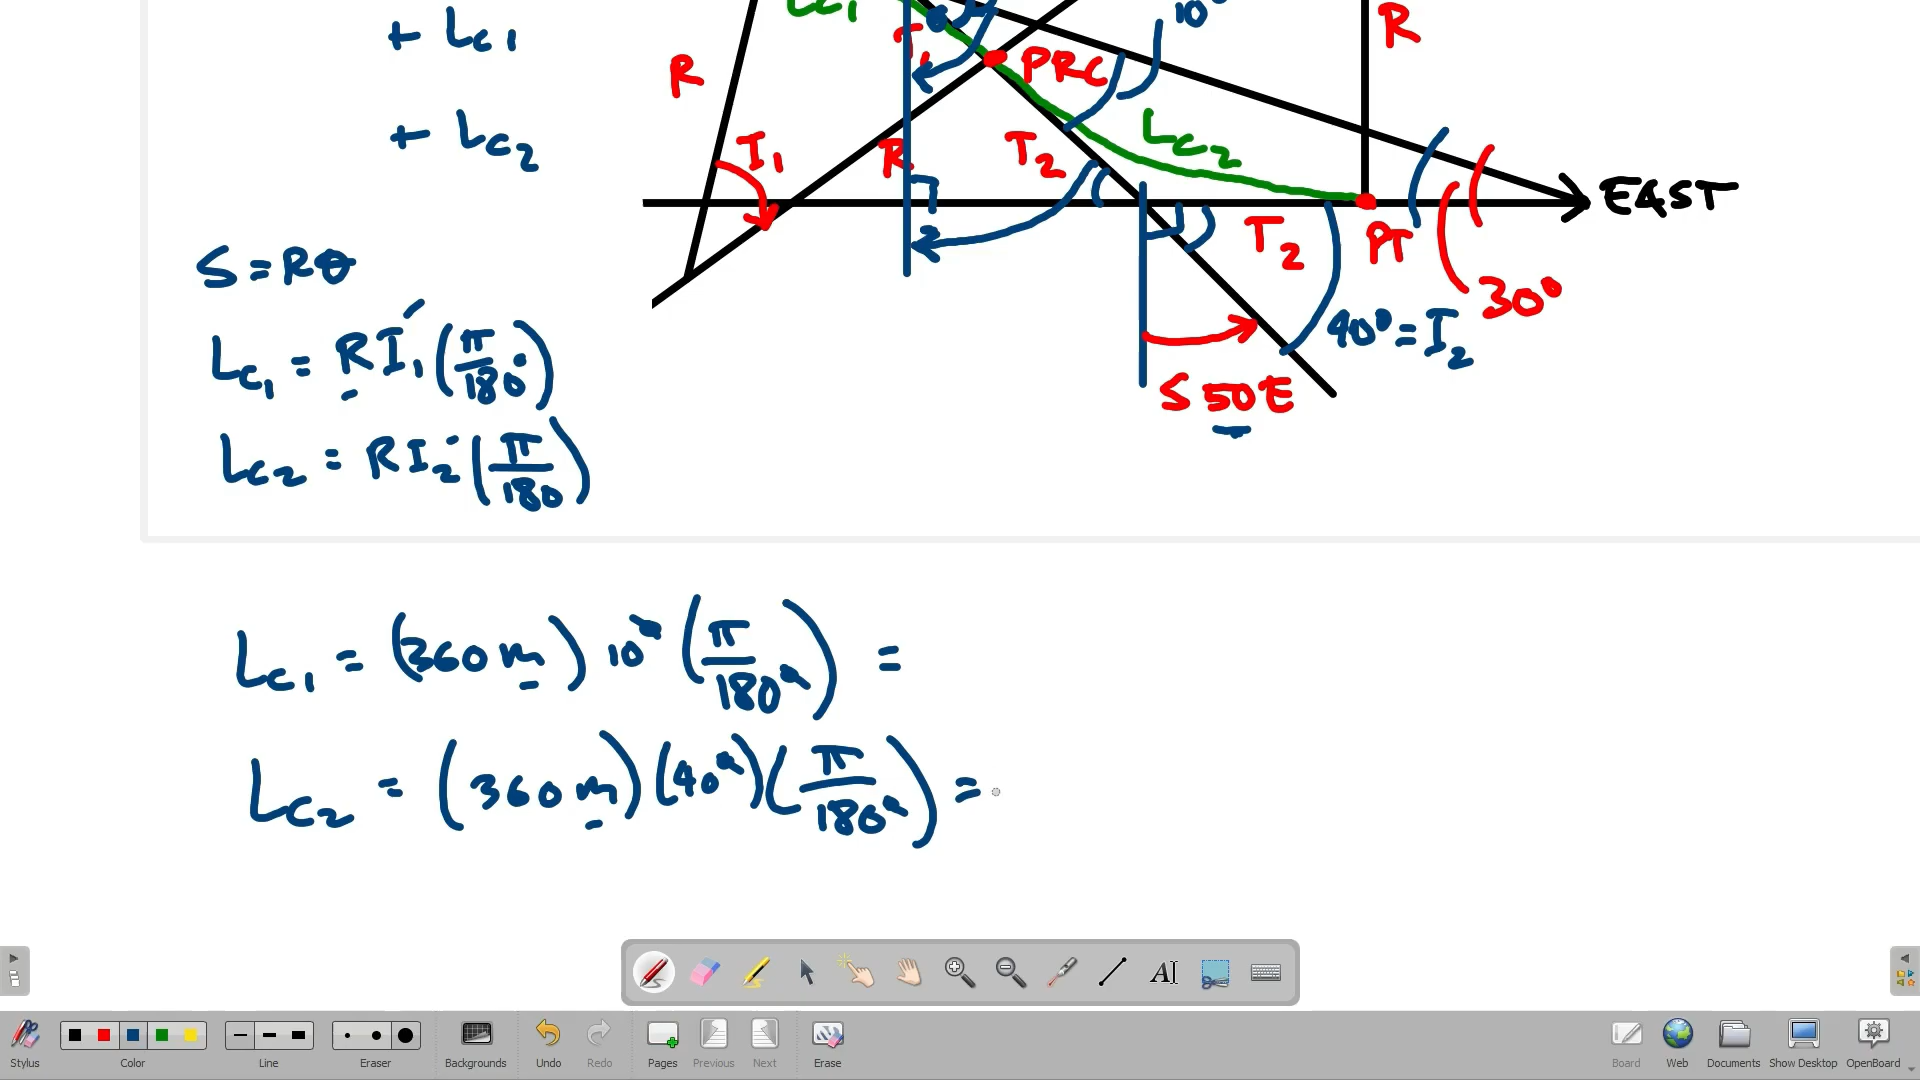 + Lc1
+ Lc2
S = Rθ
Lc1 = RI1 (π/180°)
Lc2 = RI2 (π/180)
Lc1
10°
R
T1
PRC
R
I1
R
T2
Lc2
EAST
T2
PT
30°
40° = I2
S 50 E
Lc1 = (360 m) 10° (π/180°) =
Lc2 = (360 m)(40°)(π/180°) =
Stylus
Color
Line
Eraser
Backgrounds
Undo
Redo
Pages
Previous
Next
Erase
Board
Web
Documents
Show Desktop
OpenBoard